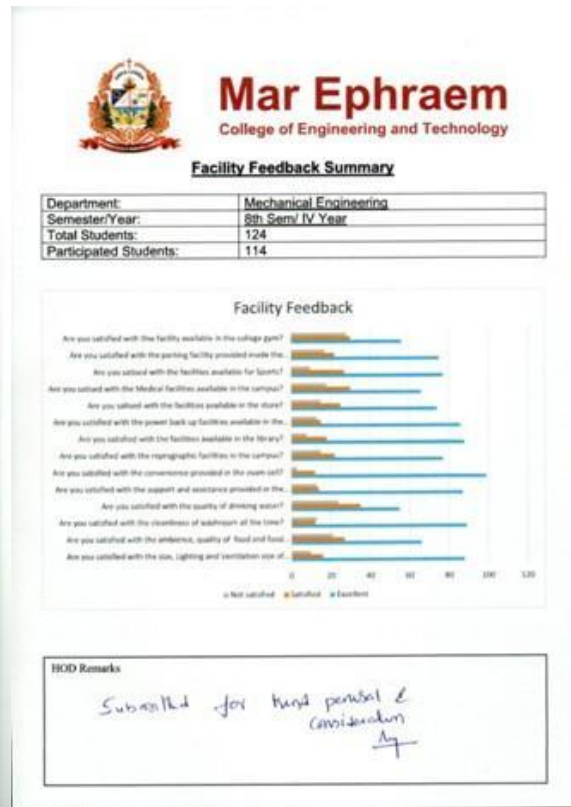 Mar Ephraem
College of Engineering and Technology
Facility Feedback Summary
Department: Mechanical Engineering
Semester/Year: 8th Sem/ IV Year
Total Students: 124
Participated Students: 114
Facility Feedback
Are you satisfied with the facility available in the college gym?
Are you satisfied with the parking facility provided inside the..
Are you satisfied with the facilities available for Sports?
Are you satisfied with the Medical facilities available in the campus?
Are you satisfied with the facilities available in the store?
Are you satisfied with the power back up facilities available in the..
Are you satisfied with the facilities available in the library?
Are you satisfied with the reprographic facilities in the campus?
Are you satisfied with the convenience provided in the exam cell?
Are you satisfied with the support and assistance provided in the..
Are you satisfied with the quality of drinking water?
Are you satisfied with the cleanliness of washroom all the time?
Are you satisfied with the ambience, quality of food and food..
Are you satisfied with the size, Lighting and ventilation size of..
0 20 40 60 80 100 120
Not satisfied Satisfied Excellent
HOD Remarks
Submitted for kind perusal &
consideration